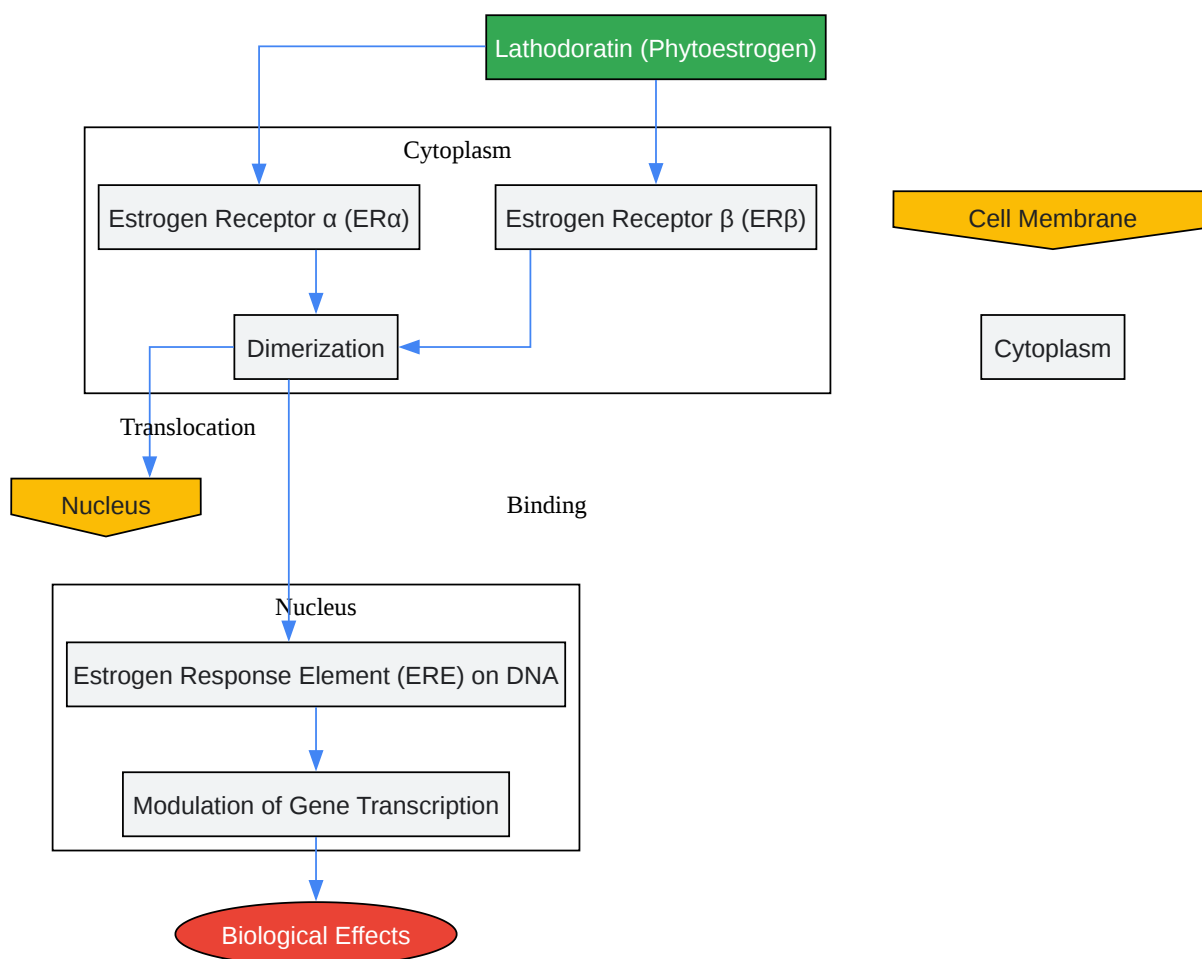 Lathodoratin (Phytoestrogen)
Cytoplasm
Estrogen Receptor α (ERα)
Estrogen Receptor β (ERβ)
Cell Membrane
Dimerization
Cytoplasm
Translocation
Nucleus
Binding
Nucleus
Estrogen Response Element (ERE) on DNA
Modulation of Gene Transcription
Biological Effects